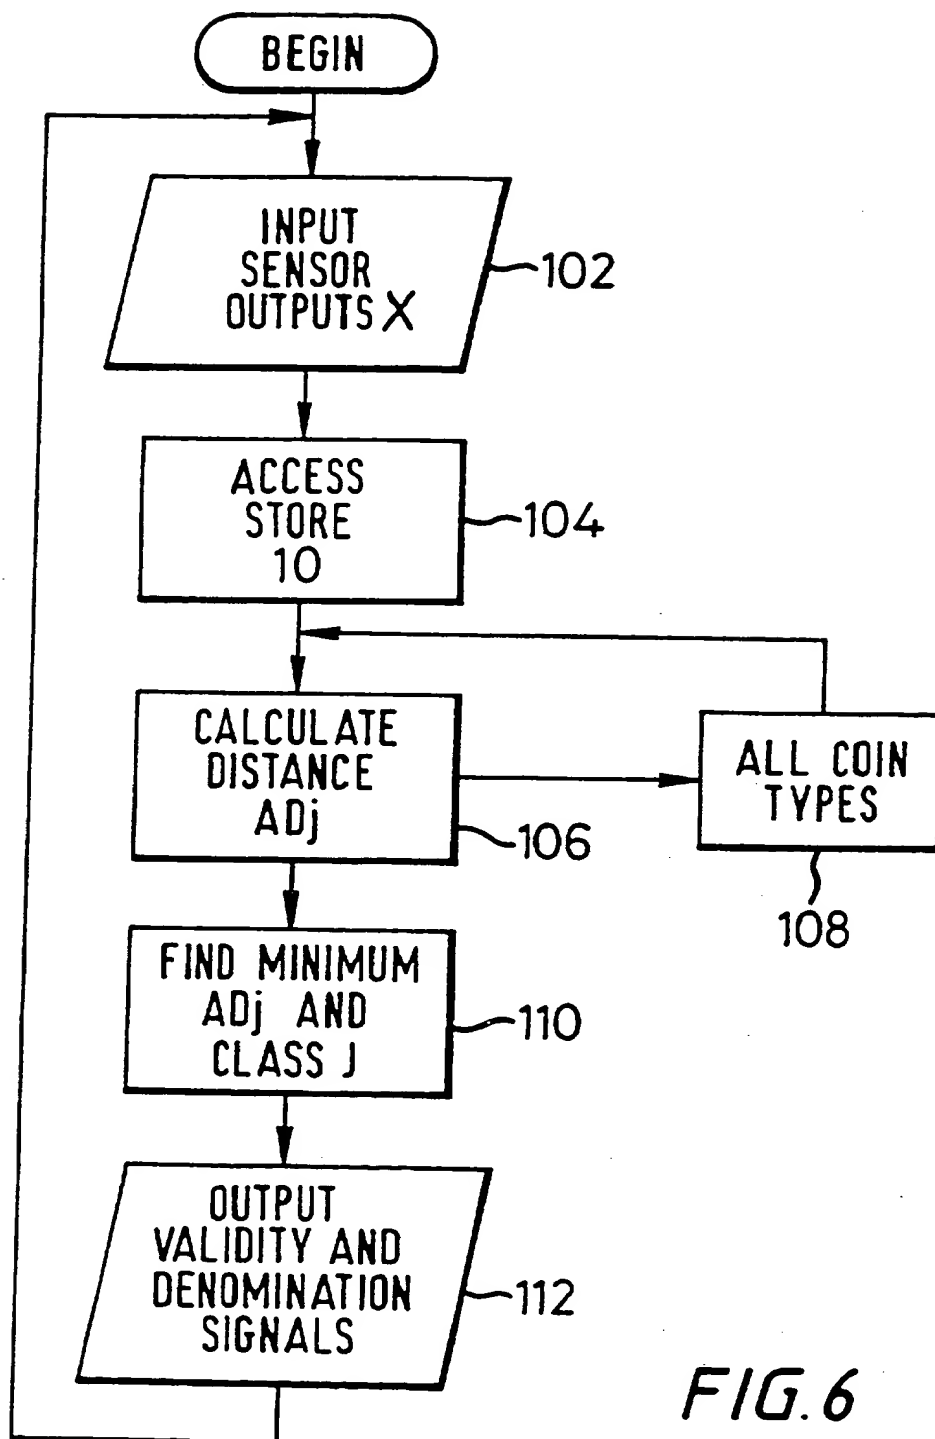 BEGIN
INPUT
SENSOR
OUTPUTS X
102
ACCESS
STORE
10
104
CALCULATE
DISTANCE
ADj
106
ALL COIN
TYPES
108
FIND MINIMUM
ADj AND
CLASS J
110
OUTPUT
VALIDITY AND
DENOMINATION
SIGNALS
112
FIG. 6